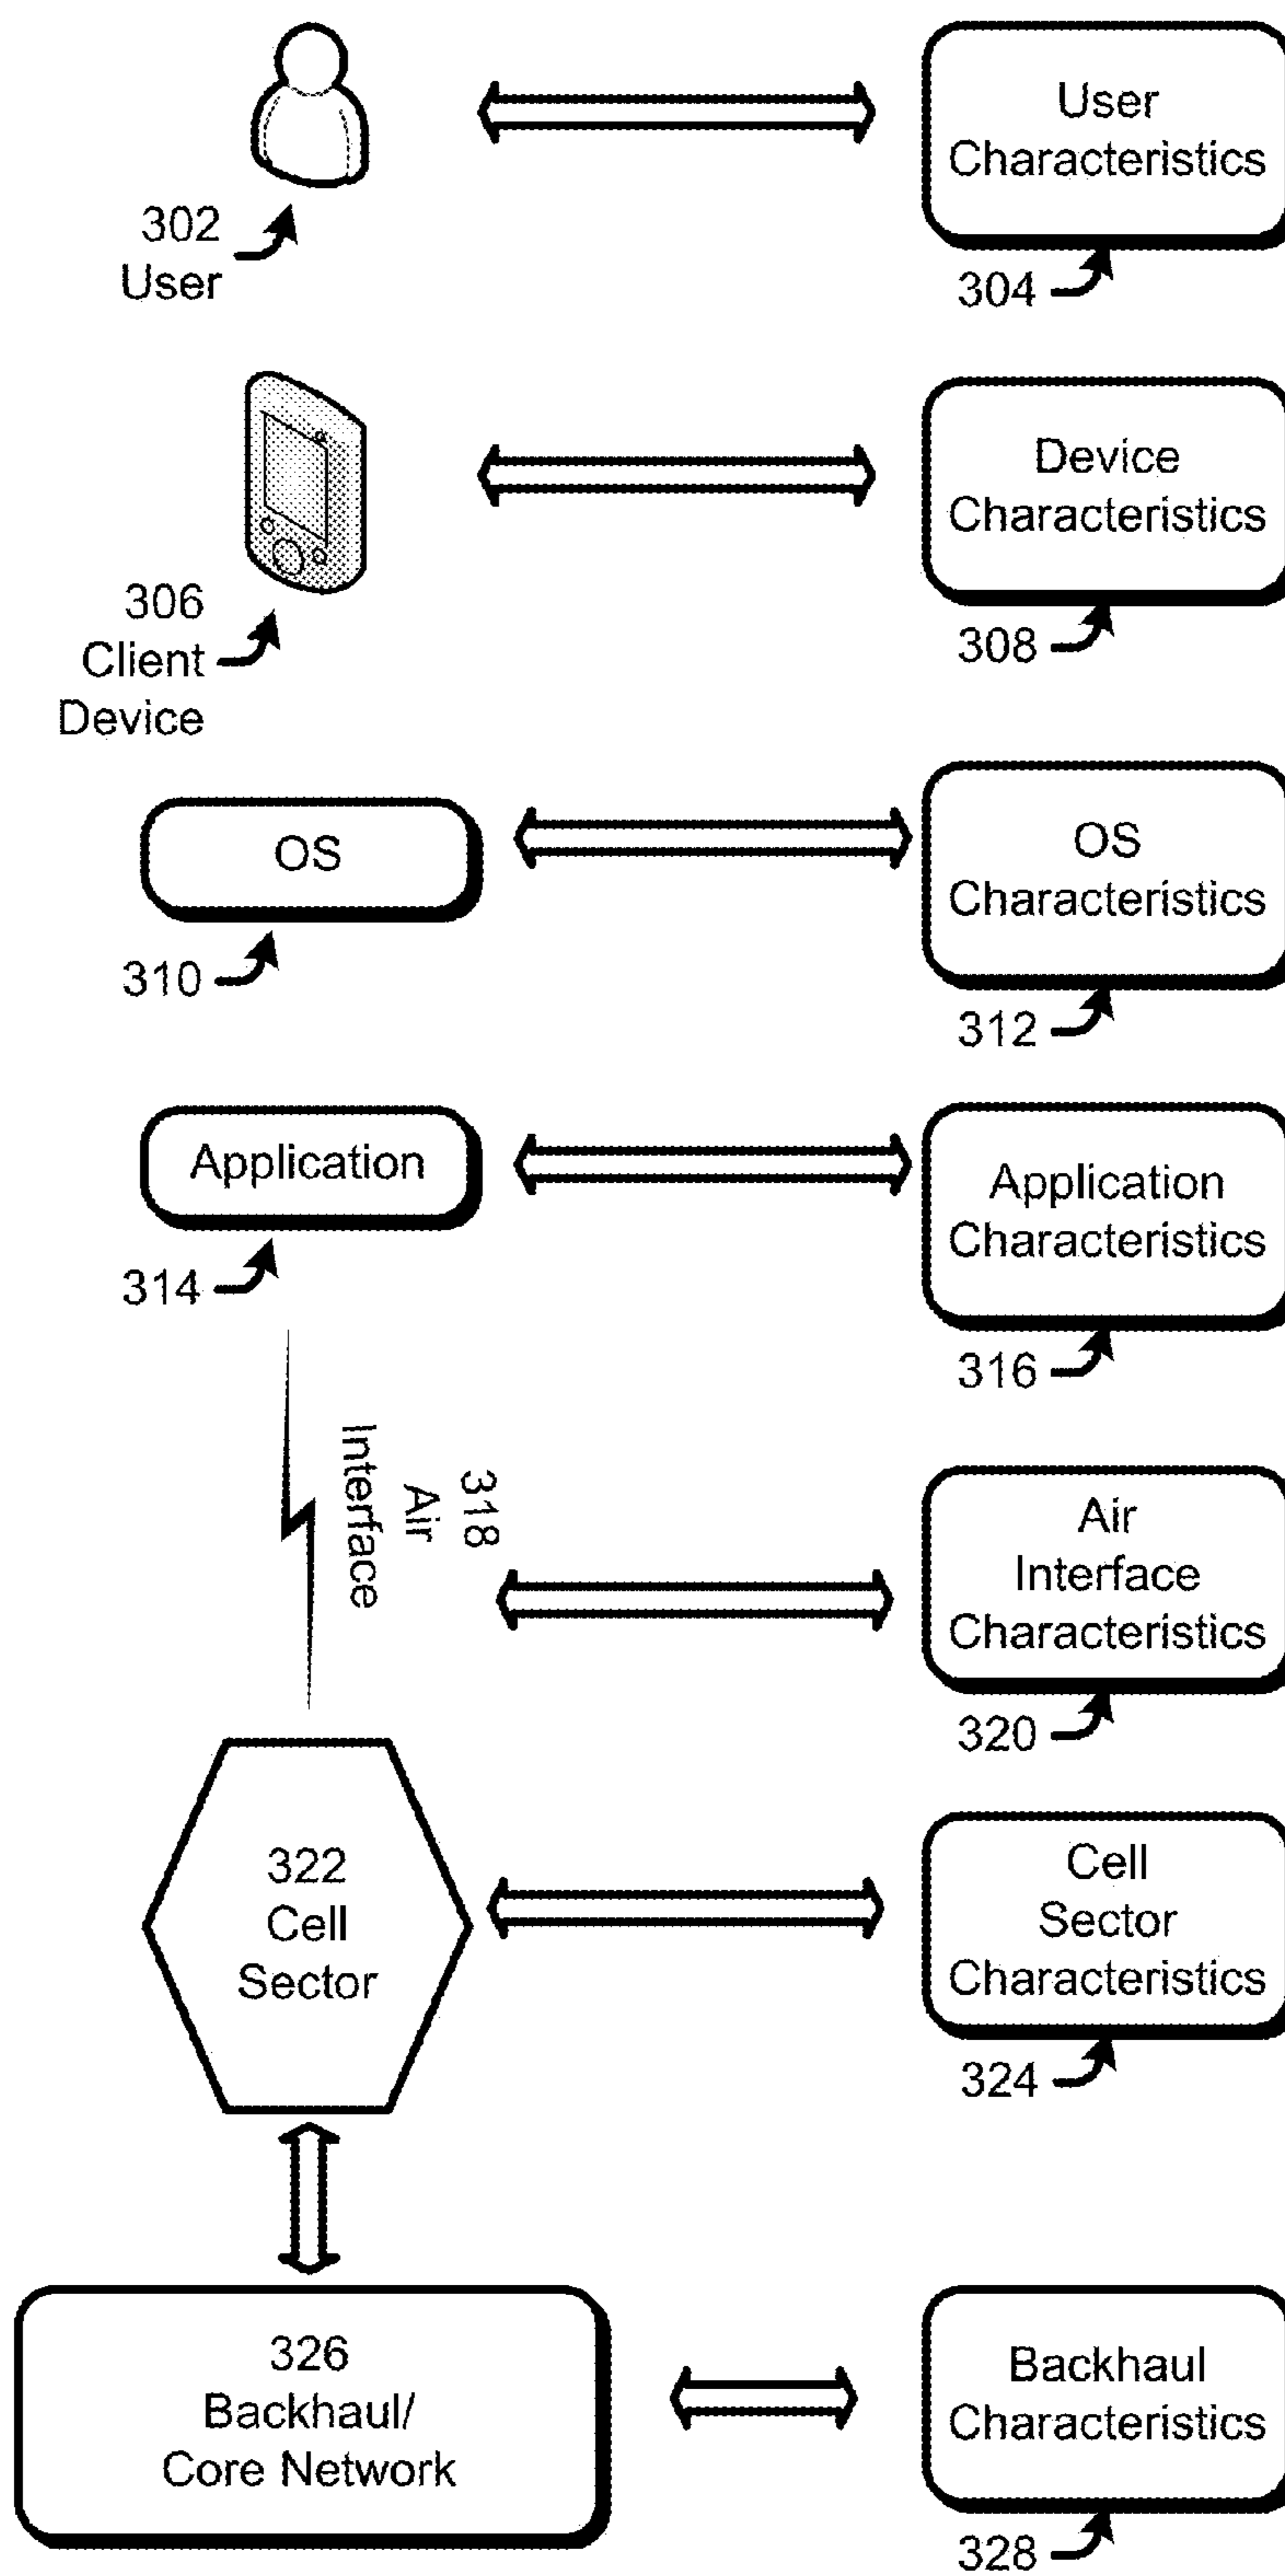 User
Characteristics
302
User
304
Device
Characteristics
306
Client
Device
308
OS
OS
Characteristics
310
312
Application
Application
Characteristics
314
316
318
Air
Interface
Air
Interface
Characteristics
320
322
Cell
Sector
Cell
Sector
Characteristics
324
326
Backhaul/
Core Network
Backhaul
Characteristics
328